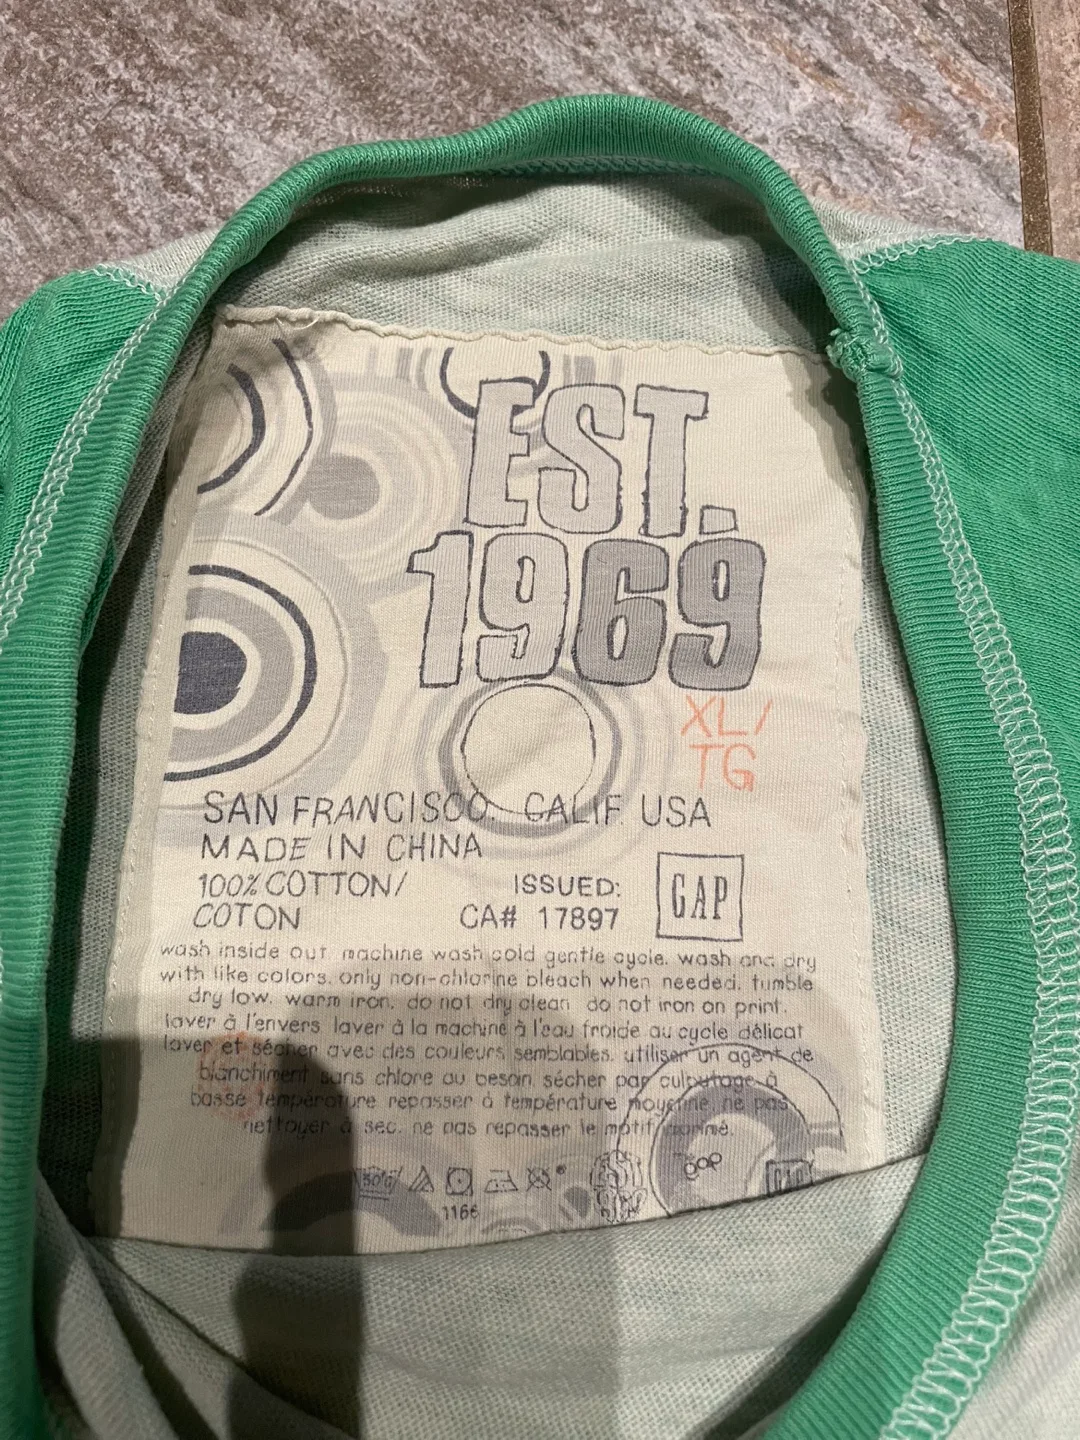 EST.
1969
XL/
TG
SAN FRANCISCO. CALIF. USA
MADE IN CHINA
100% COTTON/
COTON
ISSUED:
CA# 17897
GAP
wash inside out. machine wash cold gentle cycle. wash and dry
with like colors. only non-chlorine bleach when needed. tumble
dry low. warm iron. do not dry clean. do not iron on print.
laver à l'envers. laver à la machine à l'eau froide au cycle délicat
laver et sécher avec des couleurs semblables. utiliser un agent de
blanchiment sans chlore au besoin. sécher par culbutage à
basse température repasser à température moyenne. ne pas
nettoyer à sec. ne pas repasser le motif imprimé.
30°C
1166
EST
gap
GAP